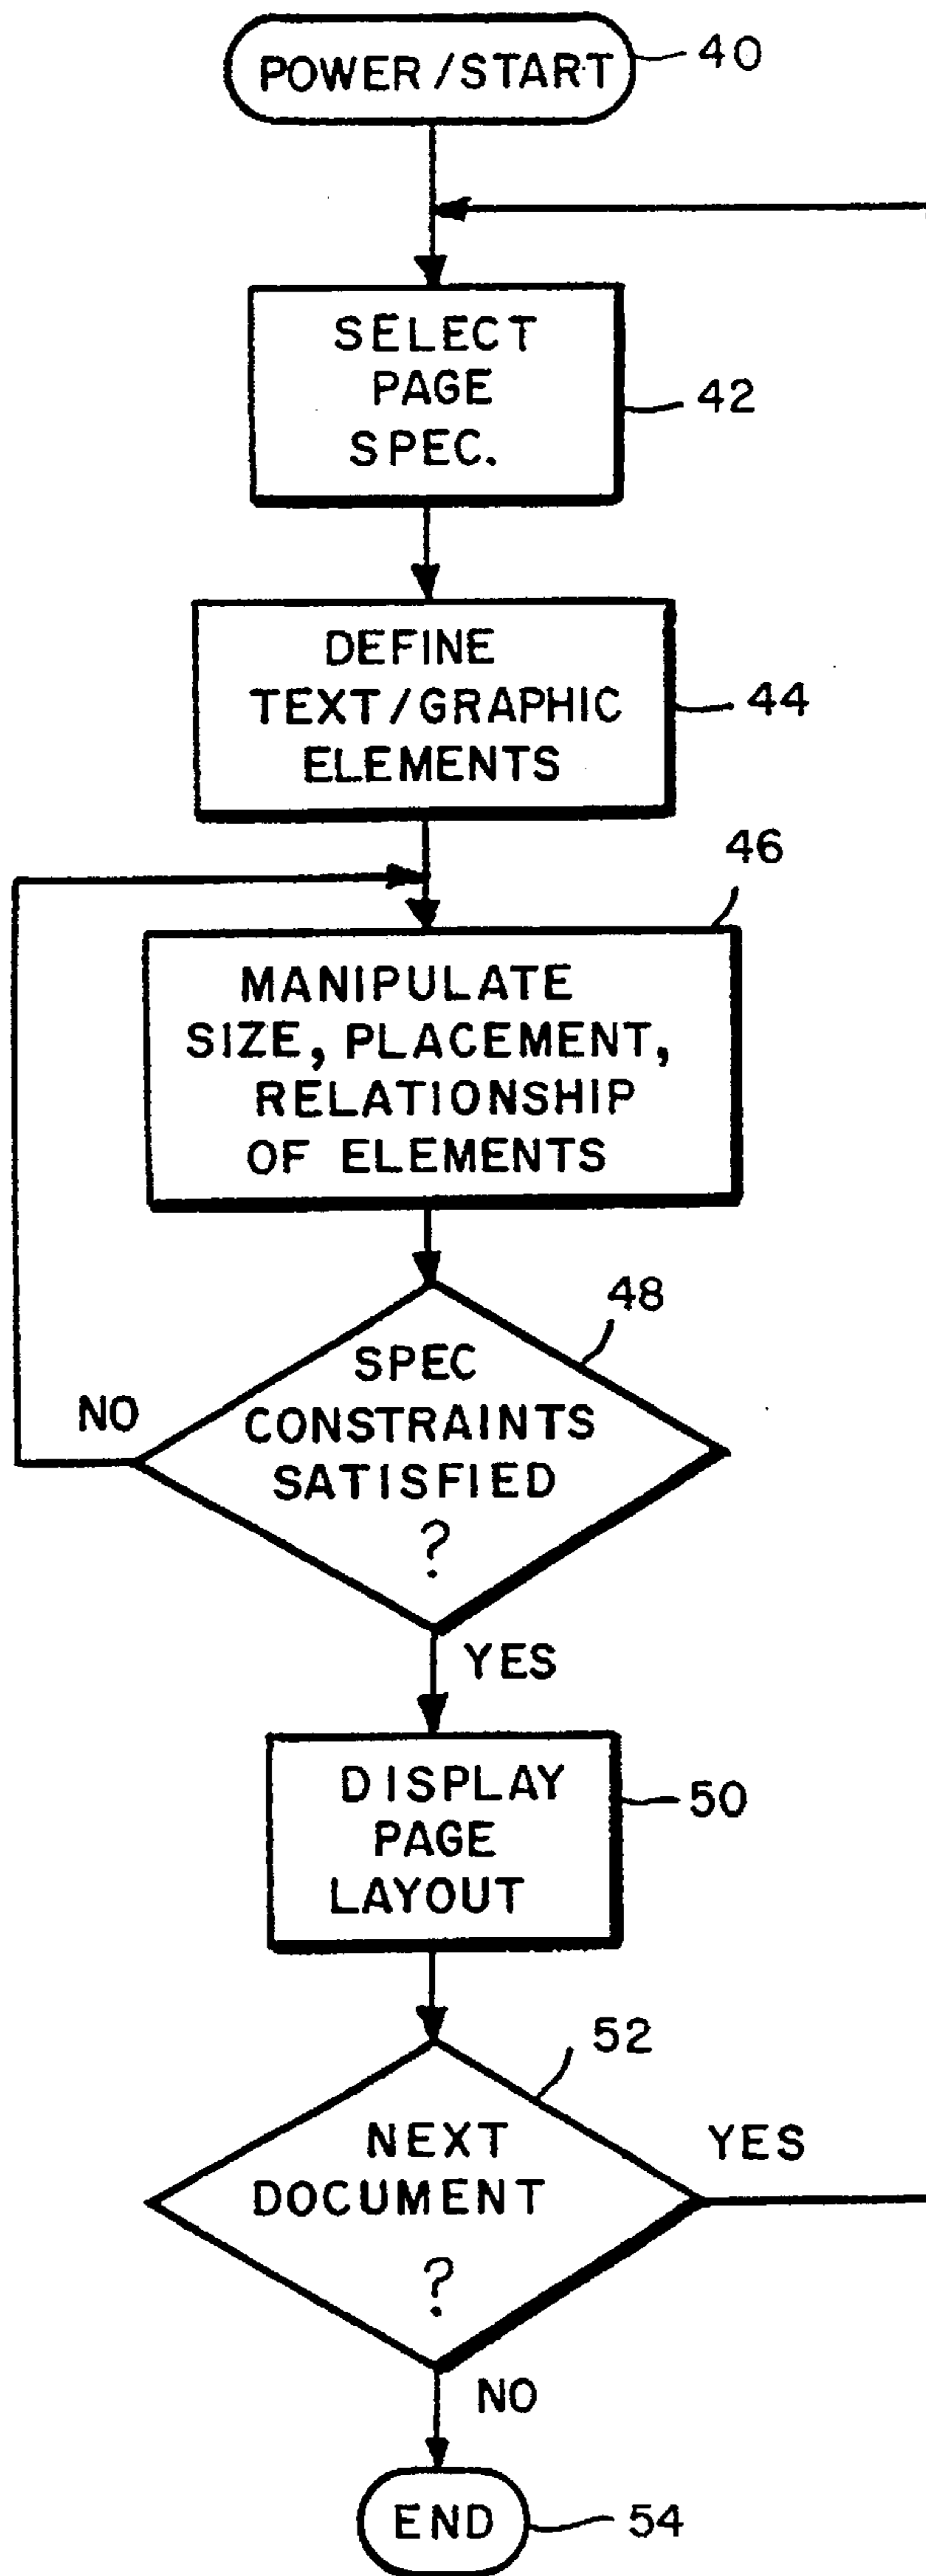 POWER/START
40
SELECT
PAGE
SPEC.
42
DEFINE
TEXT/GRAPHIC
ELEMENTS
44
46
MANIPULATE
SIZE, PLACEMENT,
RELATIONSHIP
OF ELEMENTS
48
SPEC
CONSTRAINTS
SATISFIED
?
NO
YES
DISPLAY
PAGE
LAYOUT
50
52
NEXT
DOCUMENT
?
YES
NO
END
54